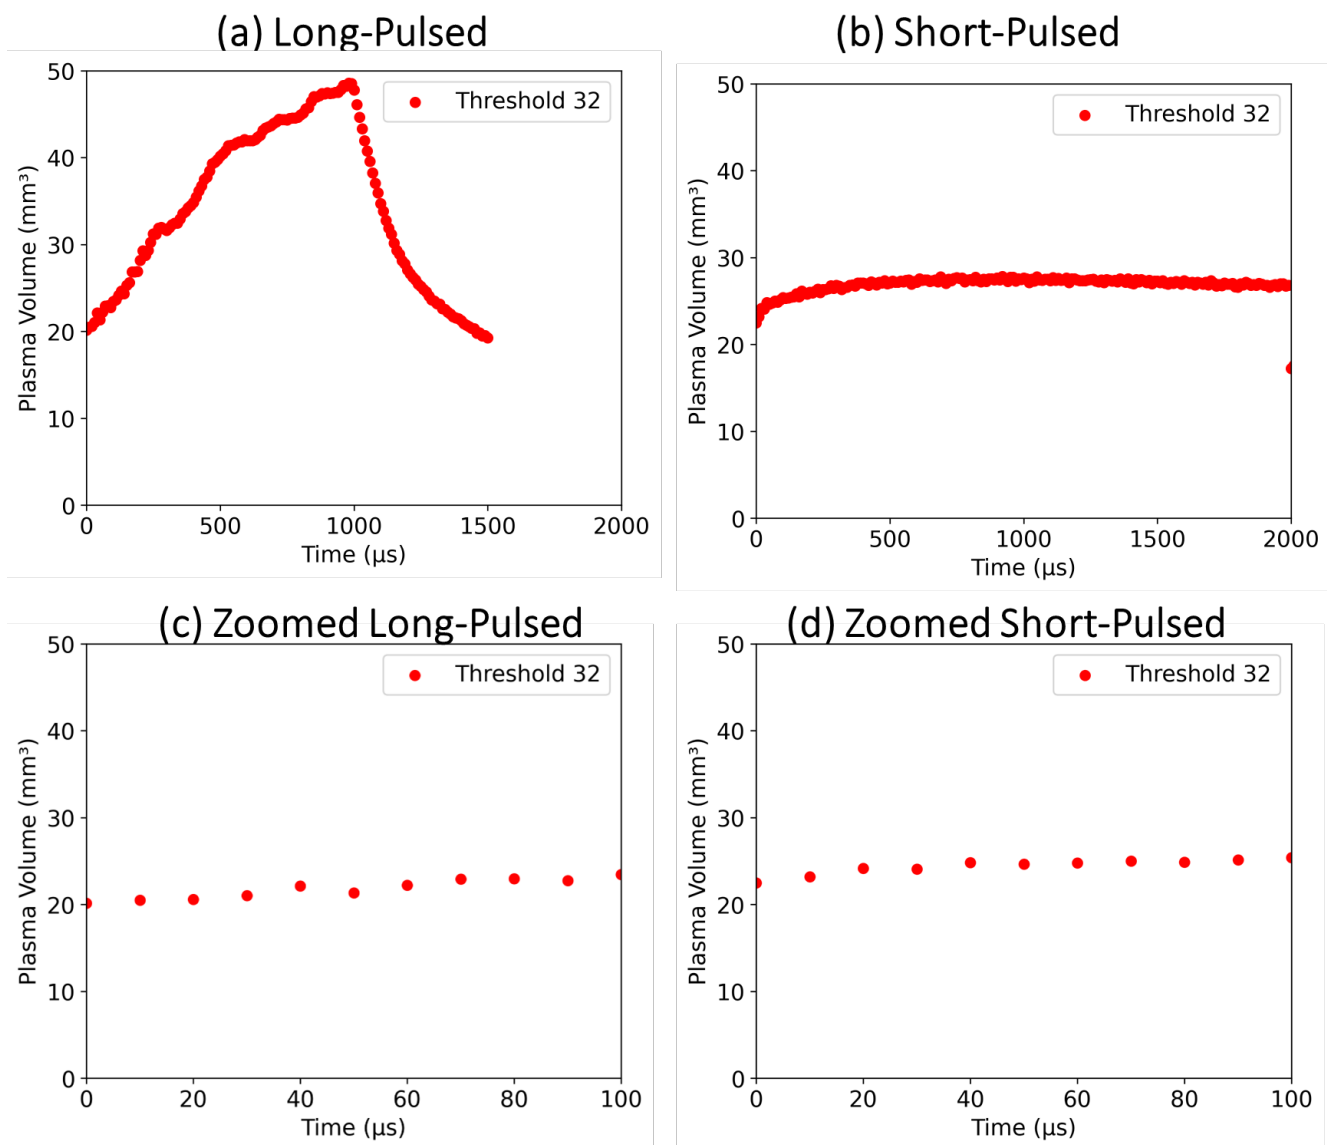 (a) Long-Pulsed
50
40
30
20
10
0
Plasma Volume (mm³)
Threshold 32
0 500 1000 1500 2000
Time (μs)
(b) Short-Pulsed
50
40
30
20
10
0
Plasma Volume (mm³)
Threshold 32
0 500 1000 1500 2000
Time (μs)
(c) Zoomed Long-Pulsed
50
40
30
20
10
0
Plasma Volume (mm³)
Threshold 32
0 20 40 60 80 100
Time (μs)
(d) Zoomed Short-Pulsed
50
40
30
20
10
0
Plasma Volume (mm³)
Threshold 32
0 20 40 60 80 100
Time (μs)